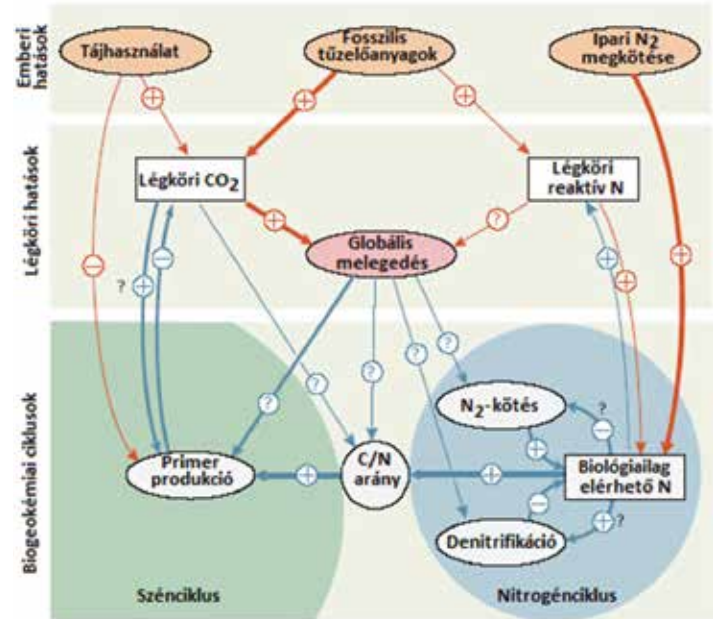 Emberi
hatások
Tájhasználat
Fosszilis
tűzelőanyagok
Ipari N2
megkötése
+
+
+
Légköri hatások
Légköri CO2
Légköri
reaktív N
+
?
Globális
melegedés
−
−
?
+
+
+
+
Biogeokémiai ciklusok
?
?
?
?
?
N2-kötés
?
−
+
Primer
produkció
+
C/N
arány
+
Biológiailag
elérhető N
−
+
?
Denitrifikáció
Szénciklus
Nitrogénciklus